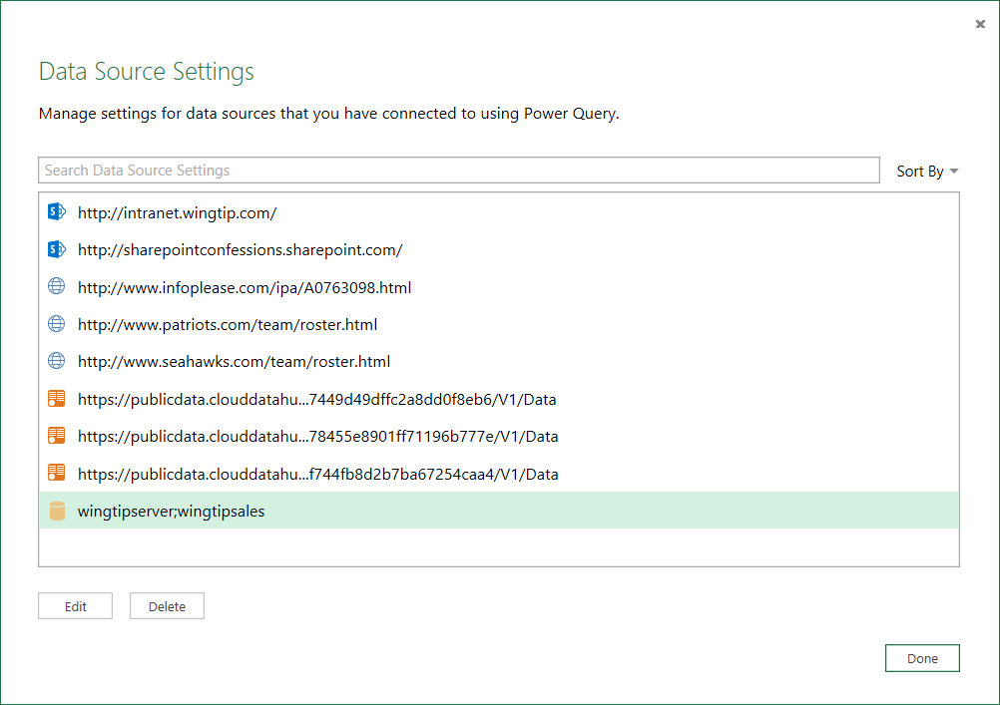 Data Source Settings
Manage settings for data sources that you have connected to using Power Query.
Search Data Source Settings
Sort By
http://intranet.wingtip.com/
http://sharepointconfessions.sharepoint.com/
http://www.infoplease.com/ipa/A0763098.html
http://www.patriots.com/team/roster.html
http://www.seahawks.com/team/roster.html
https://publicdata.clouddatahu...7449d49dffc2a8dd0f8eb6/V1/Data
https://publicdata.clouddatahu...78455e8901ff71196b777e/V1/Data
https://publicdata.clouddatahu...f744fb8d2b7ba67254caa4/V1/Data
wingtipserver;wingtipsales
Edit
Delete
Done